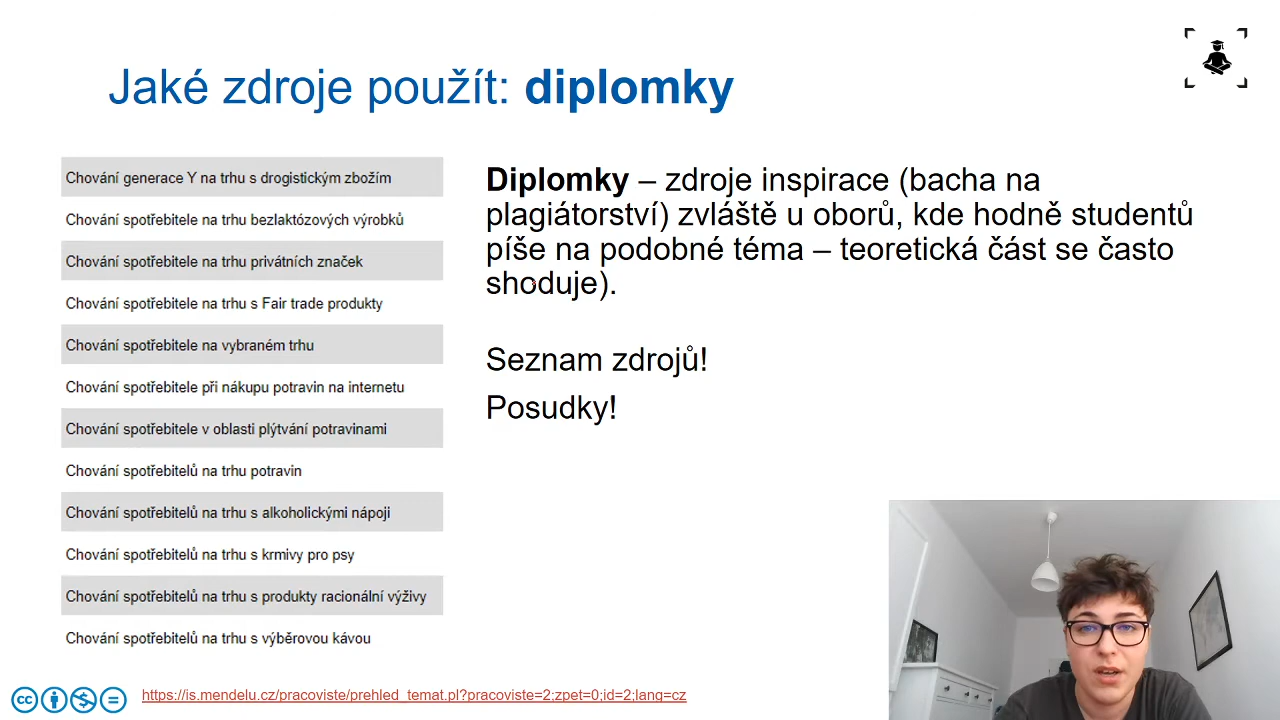 Jaké zdroje použít: diplomky
Chování generace Y na trhu s drogistickým zbožím
Chování spotřebitele na trhu bezlaktózových výrobků
Chování spotřebitele na trhu privátních značek
Chování spotřebitele na trhu s Fair trade produkty
Chování spotřebitele na vybraném trhu
Chování spotřebitele při nákupu potravin na internetu
Chování spotřebitele v oblasti plýtvání potravinami
Chování spotřebitelů na trhu potravin
Chování spotřebitelů na trhu s alkoholickými nápoji
Chování spotřebitelů na trhu s krmivy pro psy
Chování spotřebitelů na trhu s produkty racionální výživy
Chování spotřebitelů na trhu s výběrovou kávou
Diplomky – zdroje inspirace (bacha na
plagiátorství) zvláště u oborů, kde hodně studentů
píše na podobné téma – teoretická část se často
shoduje).
Seznam zdrojů!
Posudky!
cc
https://is.mendelu.cz/pracoviste/prehled_temat.pl?pracoviste=2;zpet=0;id=2;lang=cz